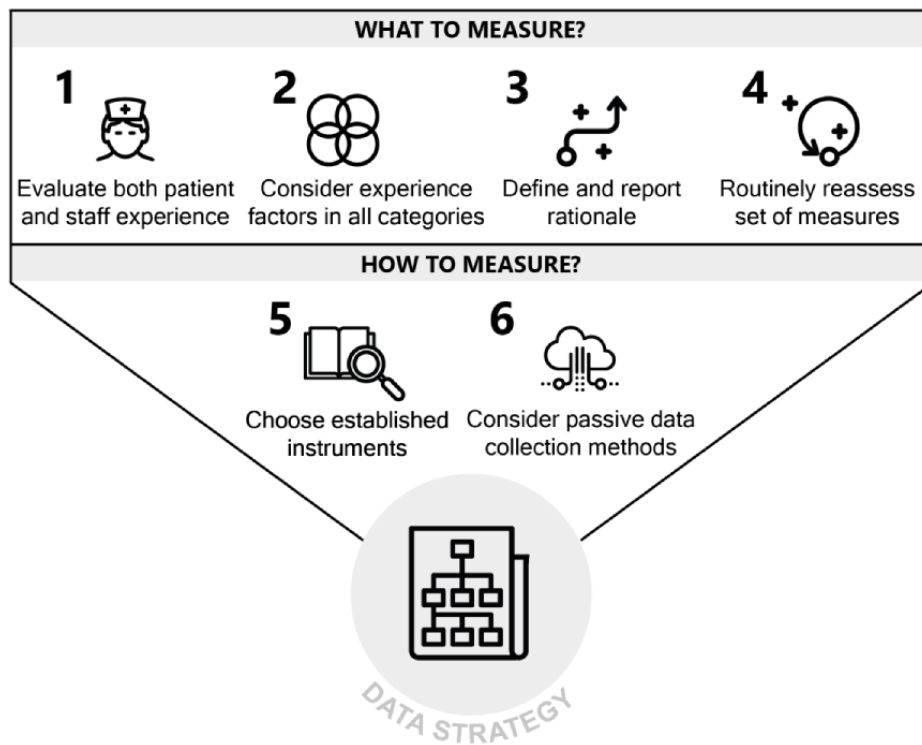 WHAT TO MEASURE?
1
Evaluate both patient
and staff experience
2
Consider experience
factors in all categories
3
Define and report
rationale
4
Routinely reassess
set of measures
HOW TO MEASURE?
5
Choose established
instruments
6
Consider passive data
collection methods
DATA STRATEGY